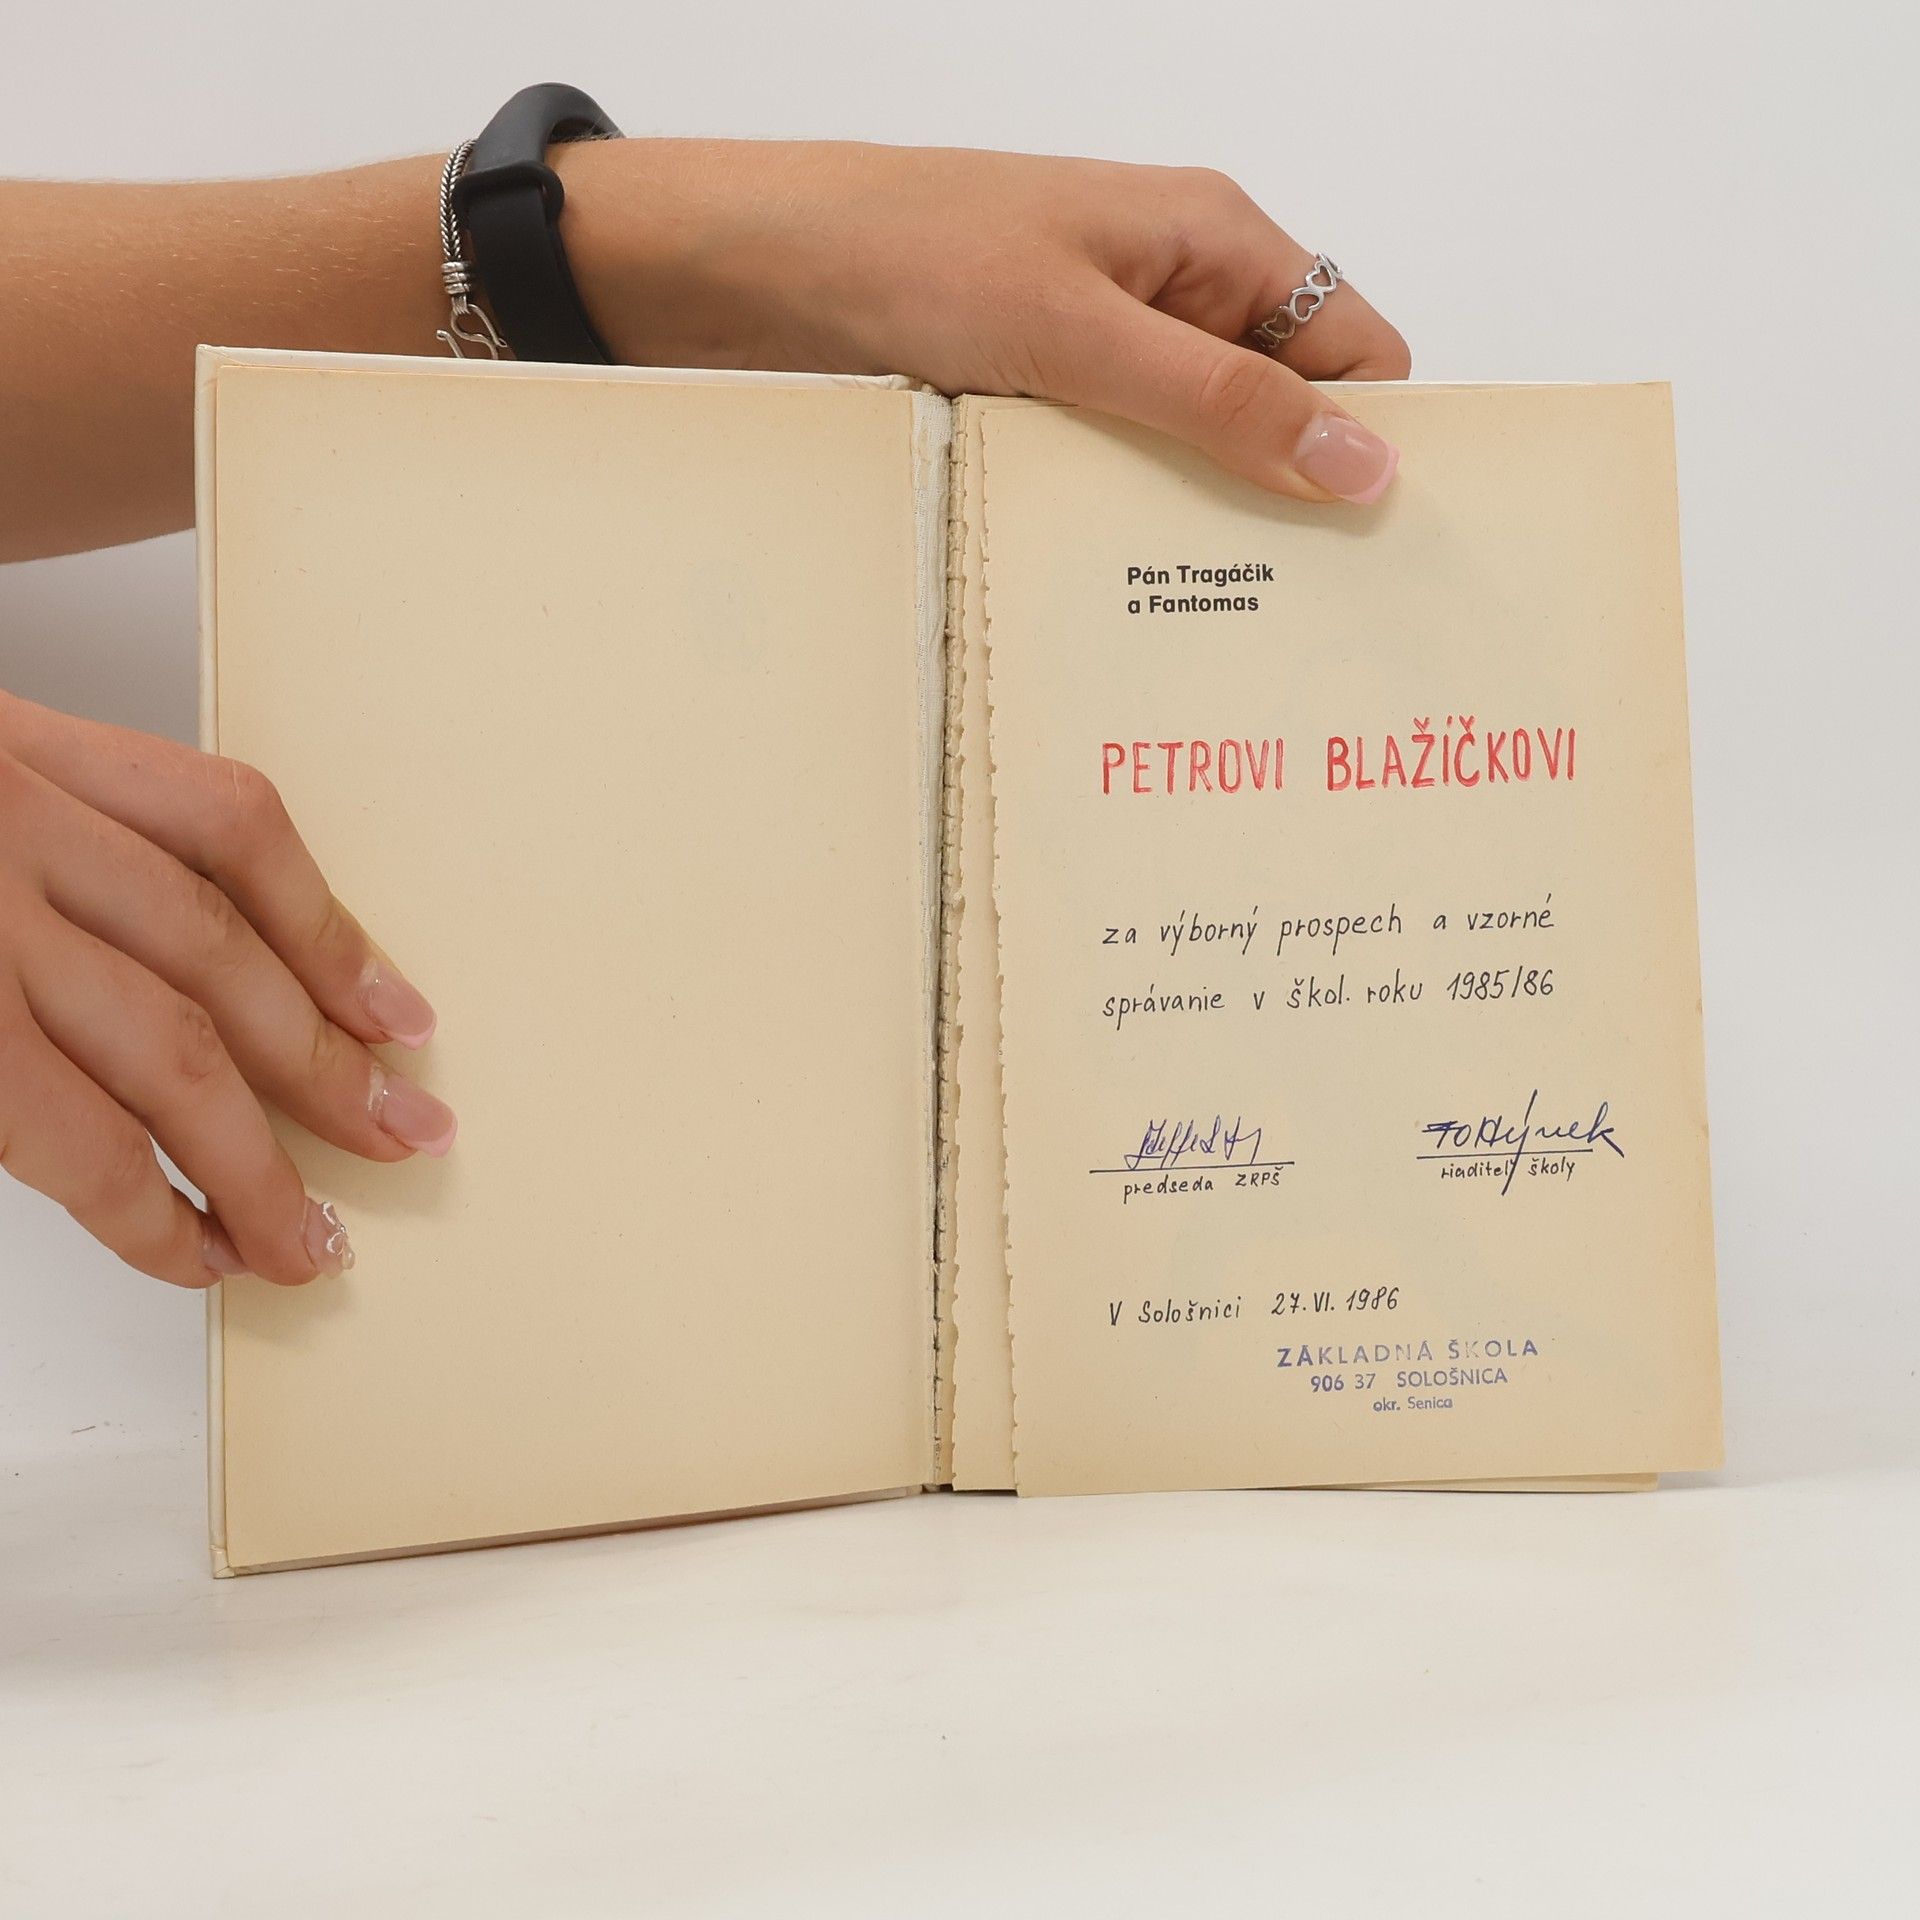 Pán Tragáčik
a Fantomas
PETROVI BLAŽÍČKOVI
za výborný prospech a vzorné
správanie v škol. roku 1985/86
predseda ZRPŠ
riaditeľ školy
V Sološnici 27.VI.1986
ZÁKLADNÁ ŠKOLA
906 37 SOLOŠNICA
okr. Senica